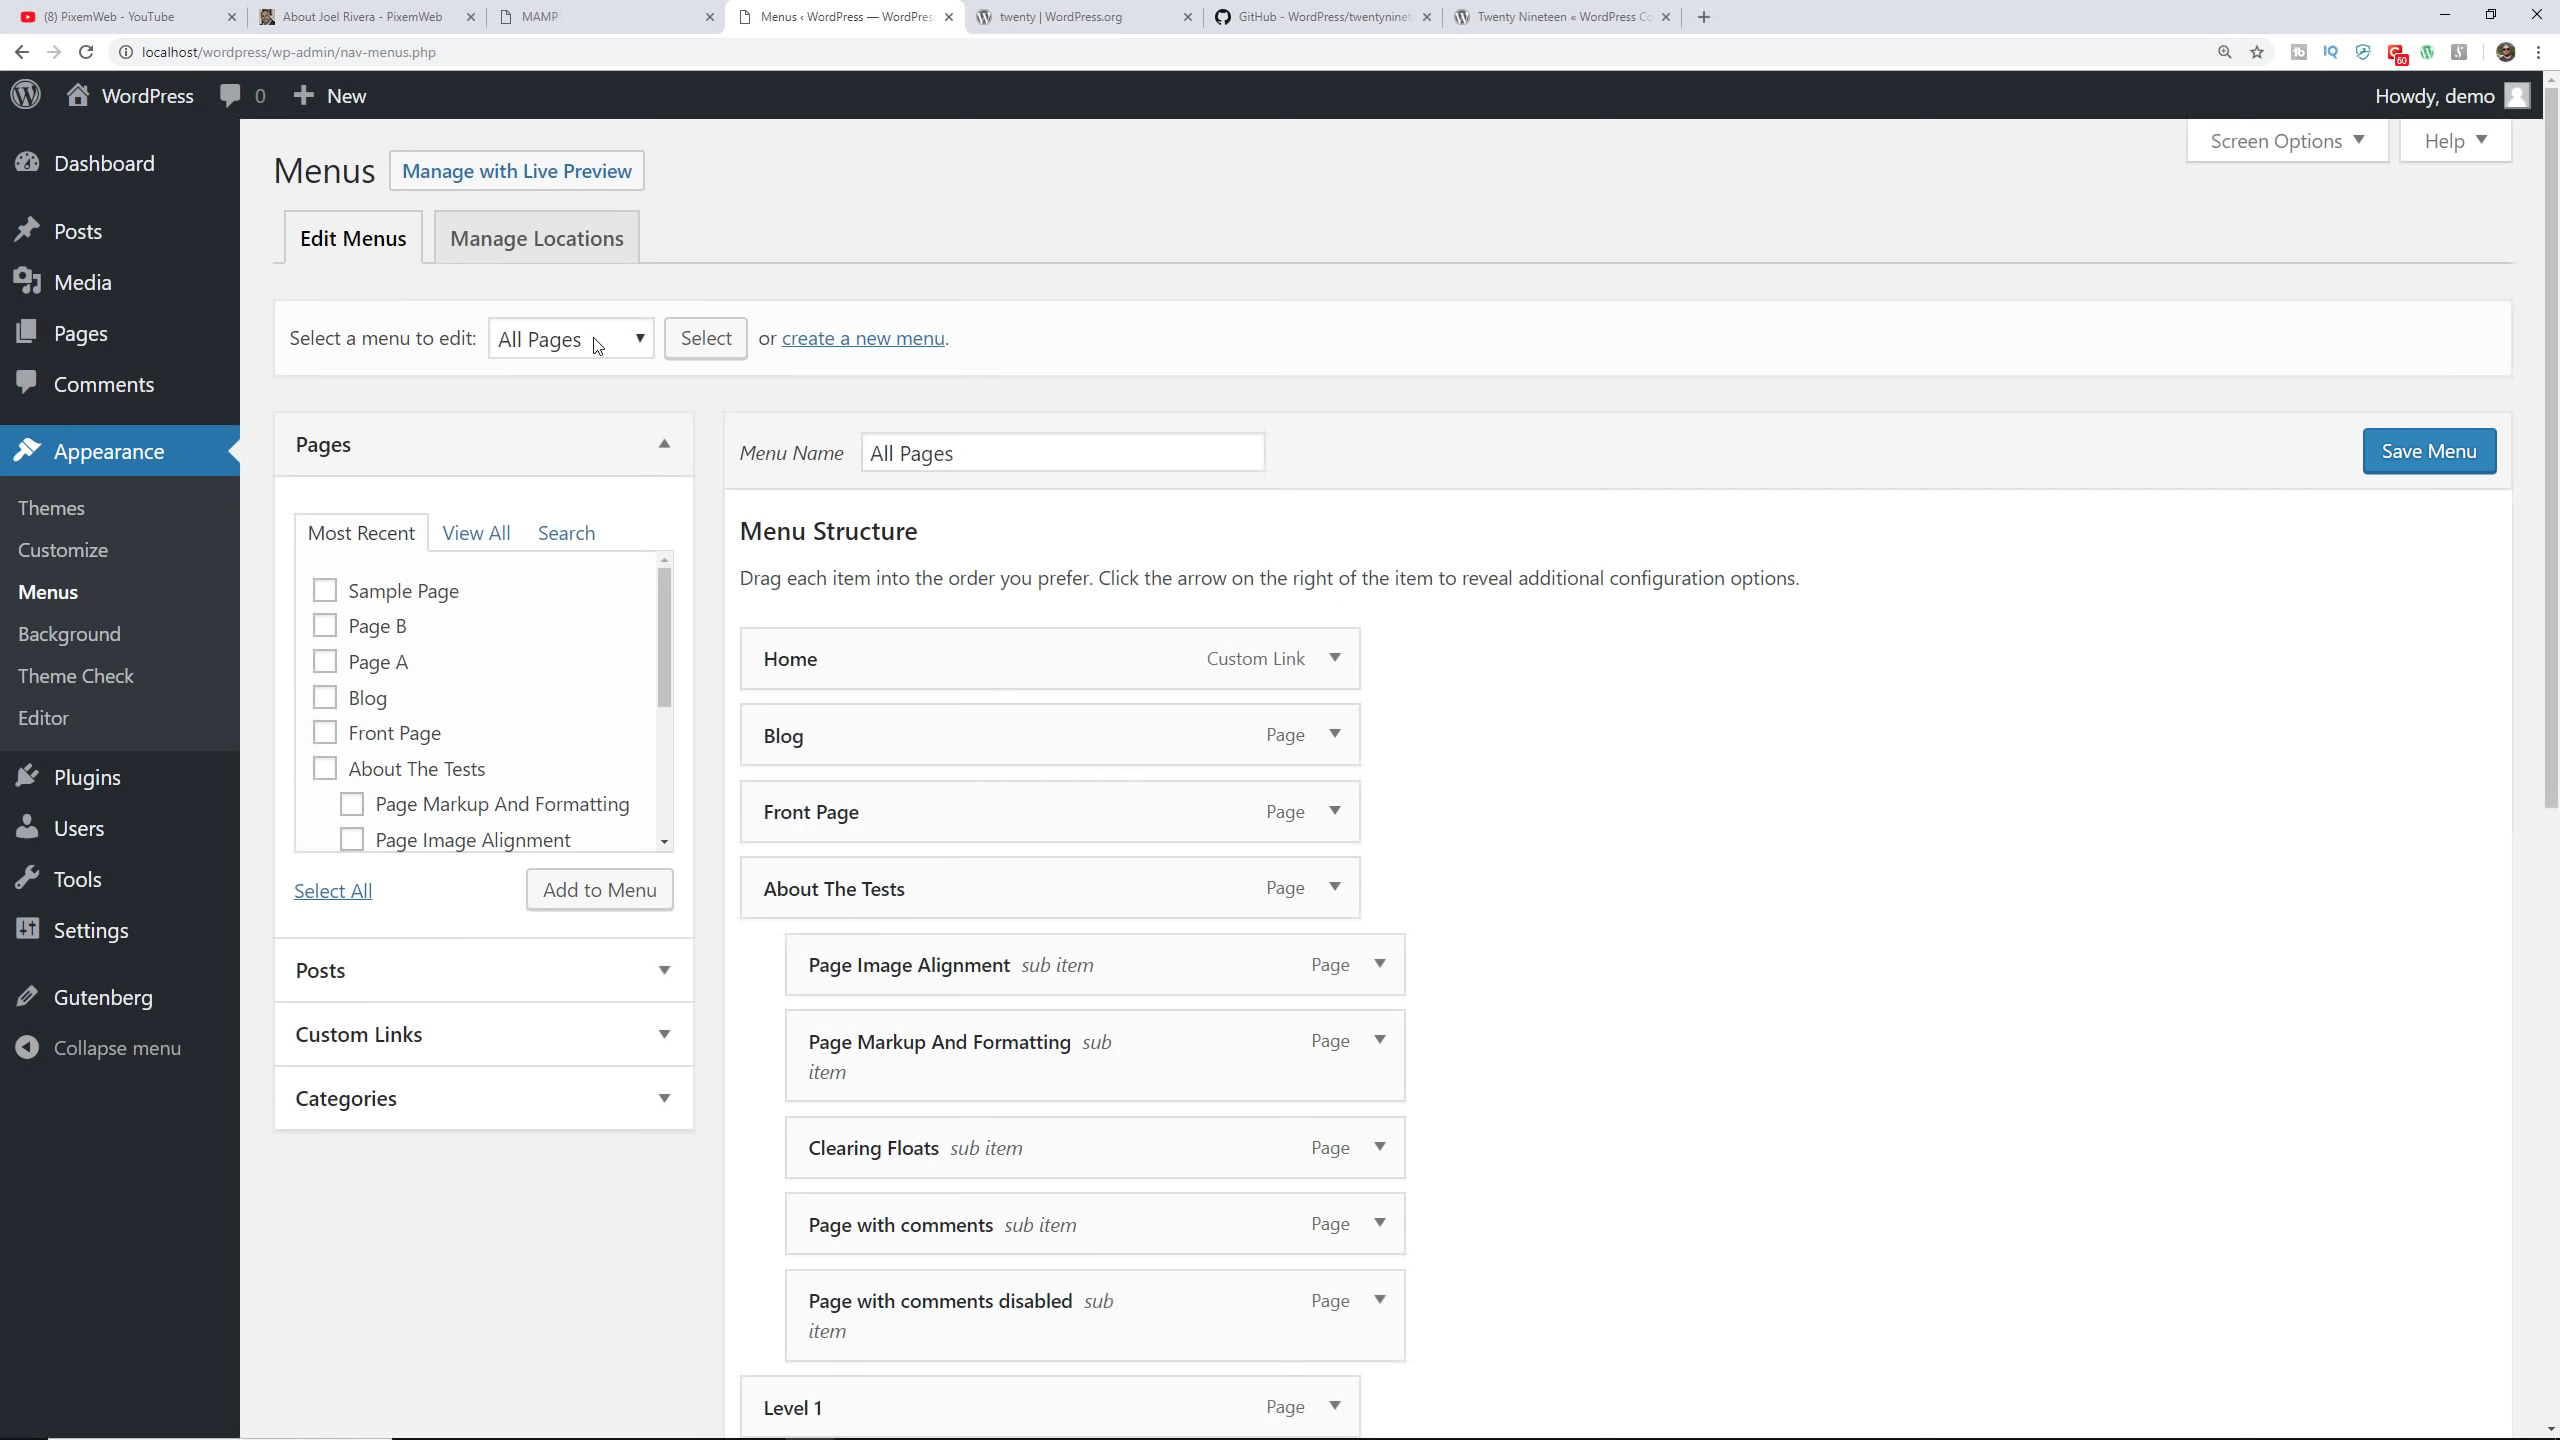 (8) PixemWeb - YouTube
About Joel Rivera - PixemWeb
MAMP
Menus ‹ WordPress — WordPres
twenty | WordPress.org
GitHub - WordPress/twentyninet
Twenty Nineteen « WordPress Co
localhost/wordpress/wp-admin/nav-menus.php
60
WordPress
0
New
Howdy, demo
Dashboard
Posts
Media
Pages
Comments
Appearance
Themes
Customize
Menus
Background
Theme Check
Editor
Plugins
Users
Tools
Settings
Gutenberg
Collapse menu
Screen Options
Help
Menus
Manage with Live Preview
Edit Menus
Manage Locations
Select a menu to edit: All Pages Select or create a new menu.
Pages
Most Recent
View All
Search
Sample Page
Page B
Page A
Blog
Front Page
About The Tests
Page Markup And Formatting
Page Image Alignment
Select All
Add to Menu
Posts
Custom Links
Categories
Menu Name All Pages
Save Menu
Menu Structure
Drag each item into the order you prefer. Click the arrow on the right of the item to reveal additional configuration options.
Home Custom Link
Blog Page
Front Page Page
About The Tests Page
Page Image Alignment sub item Page
Page Markup And Formatting sub Page
item
Clearing Floats sub item Page
Page with comments sub item Page
Page with comments disabled sub Page
item
Level 1 Page